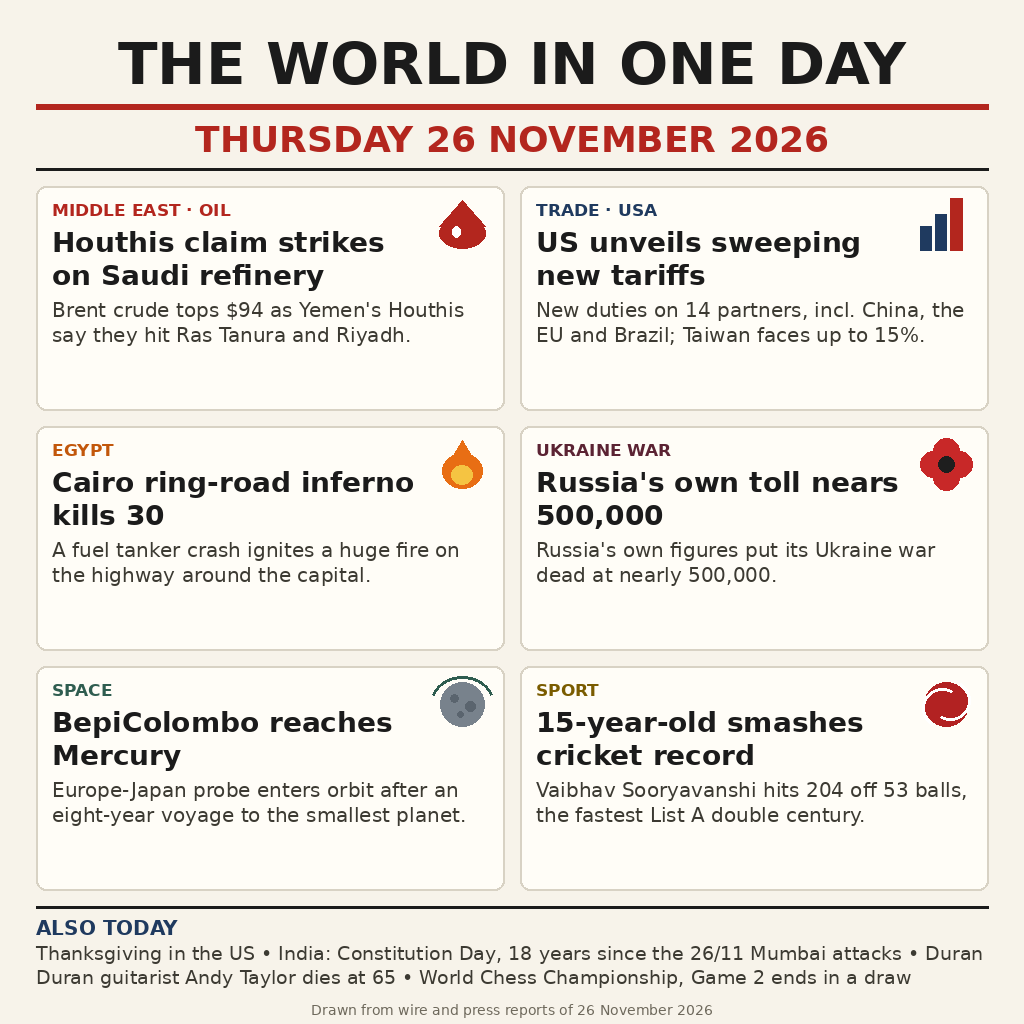 THE WORLD IN ONE DAY
THURSDAY 26 NOVEMBER 2026
MIDDLE EAST · OIL
Houthis claim strikes
on Saudi refinery
Brent crude tops $94 as Yemen's Houthis
say they hit Ras Tanura and Riyadh.
TRADE · USA
US unveils sweeping
new tariffs
New duties on 14 partners, incl. China, the
EU and Brazil; Taiwan faces up to 15%.
EGYPT
Cairo ring-road inferno
kills 30
A fuel tanker crash ignites a huge fire on
the highway around the capital.
UKRAINE WAR
Russia's own toll nears
500,000
Russia's own figures put its Ukraine war
dead at nearly 500,000.
SPACE
BepiColombo reaches
Mercury
Europe-Japan probe enters orbit after an
eight-year voyage to the smallest planet.
SPORT
15-year-old smashes
cricket record
Vaibhav Sooryavanshi hits 204 off 53 balls,
the fastest List A double century.
ALSO TODAY
Thanksgiving in the US • India: Constitution Day, 18 years since the 26/11 Mumbai attacks • Duran
Duran guitarist Andy Taylor dies at 65 • World Chess Championship, Game 2 ends in a draw
Drawn from wire and press reports of 26 November 2026